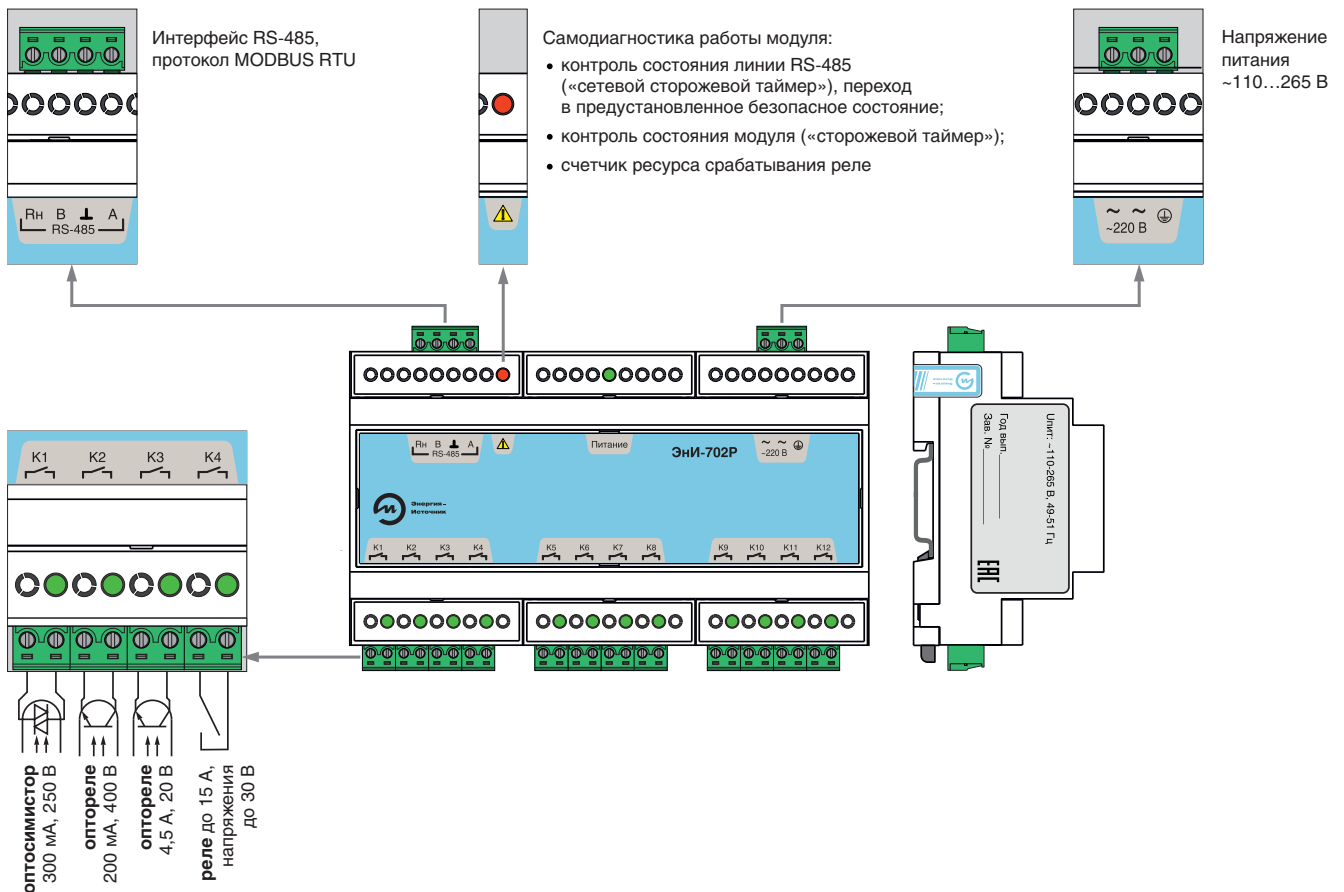 Интерфейс RS-485,
протокол MODBUS RTU
Самодиагностика работы модуля:
• контроль состояния линии RS-485
(«сетевой сторожевой таймер»), переход
в предустановленное безопасное состояние;
• контроль состояния модуля («сторожевой таймер»);
• счетчик ресурса срабатывания реле
Напряжение
питания
~110…265 В
Rн B ⊥ A
RS-485
~ ~
~220 В
Rн B ⊥ A
RS-485
Питание
ЭнИ-702Р
~ ~
~220 В
Энергия–
Источник
K1 K2 K3 K4
K5 K6 K7 K8
K9 K10 K11 K12
Энергия–
Источник
Uпит: ~110-265 В, 49-51 Гц
Год вып.
Зав. №
EAC
K1 K2 K3 K4
оптосимистор
300 мА, 250 В
оптореле
200 мА, 400 В
оптореле
4,5 А, 20 В
реле до 15 А,
напряжения
до 30 В